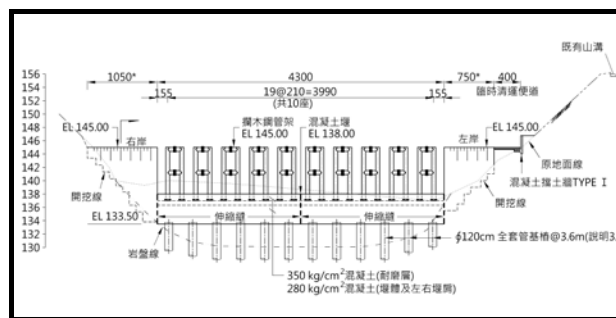 既有山溝
156
154
152
150
148
146
144
142
140
138
136
134
132
130
1050*
4300
750*
400
155
19@210=3990
155
(共10座)
臨時清運便道
EL 145.00
右岸
攔木鋼管架
EL 145.00
混凝土堰
EL 138.00
左岸
EL 145.00
原地面線
混凝土擋土牆TYPE I
開挖線
開挖線
EL 133.50
伸縮縫
伸縮縫
岩盤線
∮120cm 全套管基樁@3.6m(說明3.
350 kg/cm²混凝土(耐磨層)
280 kg/cm²混凝土(堰體及左右堰肩)